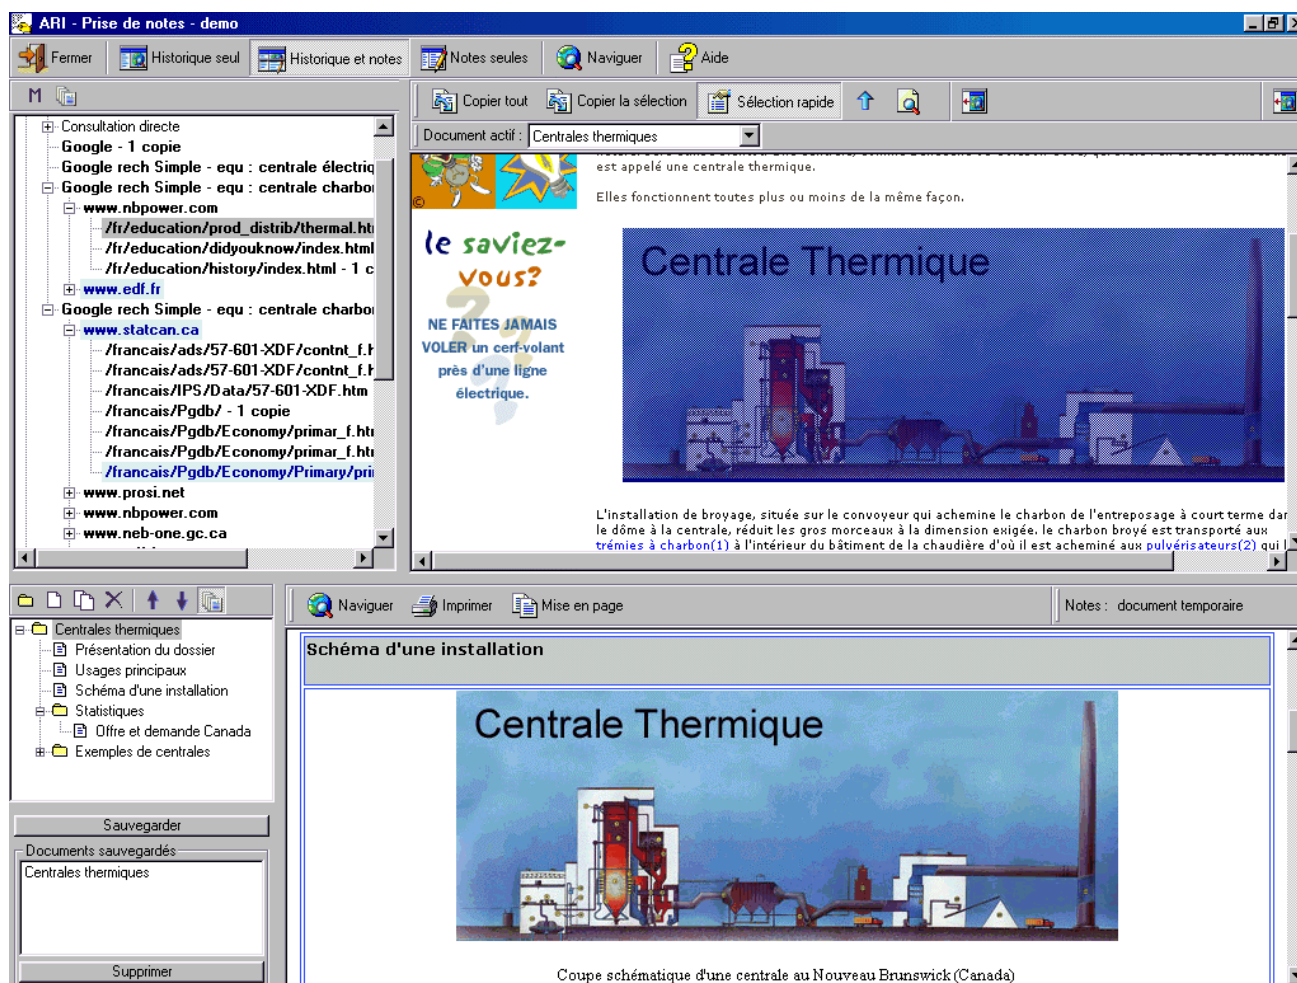 ARI - Prise de notes - demo
Fermer
Historique seul
Historique et notes
Notes seules
Naviguer
Aide
M
Consultation directe
Google - 1 copie
Google rech Simple - equ : centrale électriq
Google rech Simple - equ : centrale charbo
www.nbpower.com
/fr/education/prod_distrib/thermal.ht
/fr/education/didyouknow/index.html
/fr/education/history/index.html - 1 c
www.edf.fr
Google rech Simple - equ : centrale charbo
www.statcan.ca
/francais/ads/57-601-XDF/contnt_f.h
/francais/ads/57-601-XDF/contnt_f.h
/francais/IPS/Data/57-601-XDF.htm
/francais/Pgdb/ - 1 copie
/francais/Pgdb/Economy/primar_f.ht
/francais/Pgdb/Economy/primar_f.ht
/francais/Pgdb/Economy/Primary/pri
www.prosi.net
www.nbpower.com
www.neb-one.gc.ca
Copier tout
Copier la sélection
Sélection rapide
Document actif :
Centrales thermiques
est appelé une centrale thermique.
Elles fonctionnent toutes plus ou moins de la même façon.
©
le saviez-
vous?
NE FAITES JAMAIS
VOLER un cerf-volant
près d'une ligne
électrique.
Centrale Thermique
L'installation de broyage, située sur le convoyeur qui achemine le charbon de l'entreposage à court terme dan
le dôme à la centrale, réduit les gros morceaux à la dimension exigée. le charbon broyé est transporté aux
trémies à charbon(1) à l'intérieur du bâtiment de la chaudière d'où il est acheminé aux pulvérisateurs(2) qui l
Naviguer
Imprimer
Mise en page
Notes : document temporaire
Centrales thermiques
Présentation du dossier
Usages principaux
Schéma d'une installation
Statistiques
Offre et demande Canada
Exemples de centrales
Sauvegarder
Documents sauvegardés
Centrales thermiques
Supprimer
Schéma d'une installation
Centrale Thermique
Coupe schématique d'une centrale au Nouveau Brunswick (Canada)